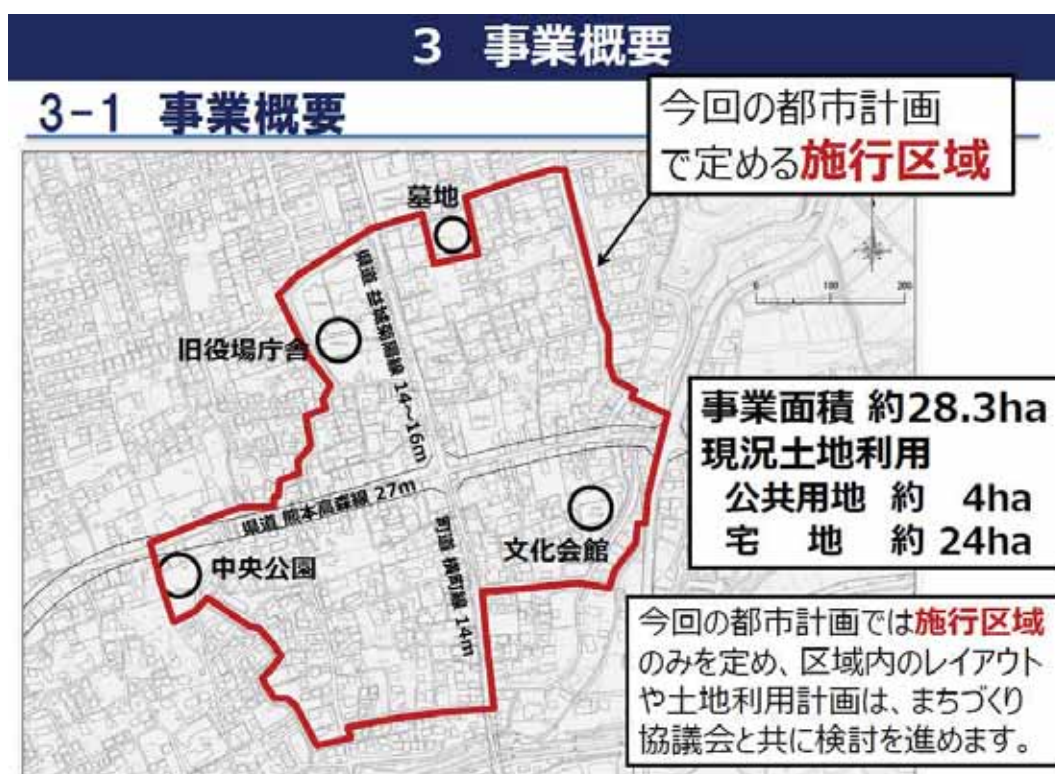 3 事業概要
3-1 事業概要
今回の都市計画
で定める施行区域
墓地
県道 益城菊陽線 14～16m
旧役場庁舎
0 100 200
事業面積 約28.3ha
現況土地利用
公共用地 約 4ha
宅 地 約 24ha
県道 熊本高森線 27m
町道 横町線 14m
文化会館
中央公園
今回の都市計画では施行区域
のみを定め、区域内のレイアウト
や土地利用計画は、まちづくり
協議会と共に検討を進めます。